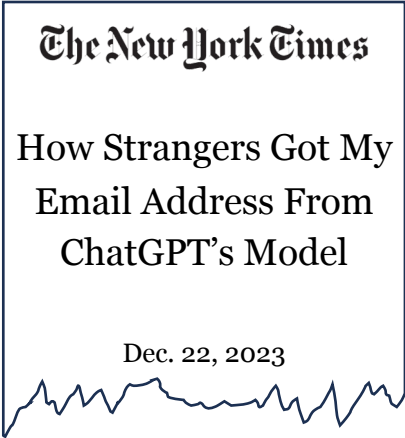 The New York Times
How Strangers Got My
Email Address From
ChatGPT’s Model
Dec. 22, 2023